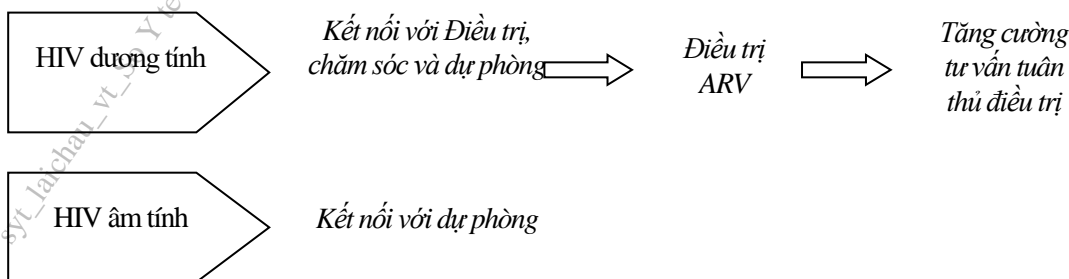 HIV dương tính
Kết nối với Điều trị,
chăm sóc và dự phòng
Điều trị
ARV
Tăng cường
tư vấn tuân
thủ điều trị
HIV âm tính
Kết nối với dự phòng
syt_laichau_vt_So Y te